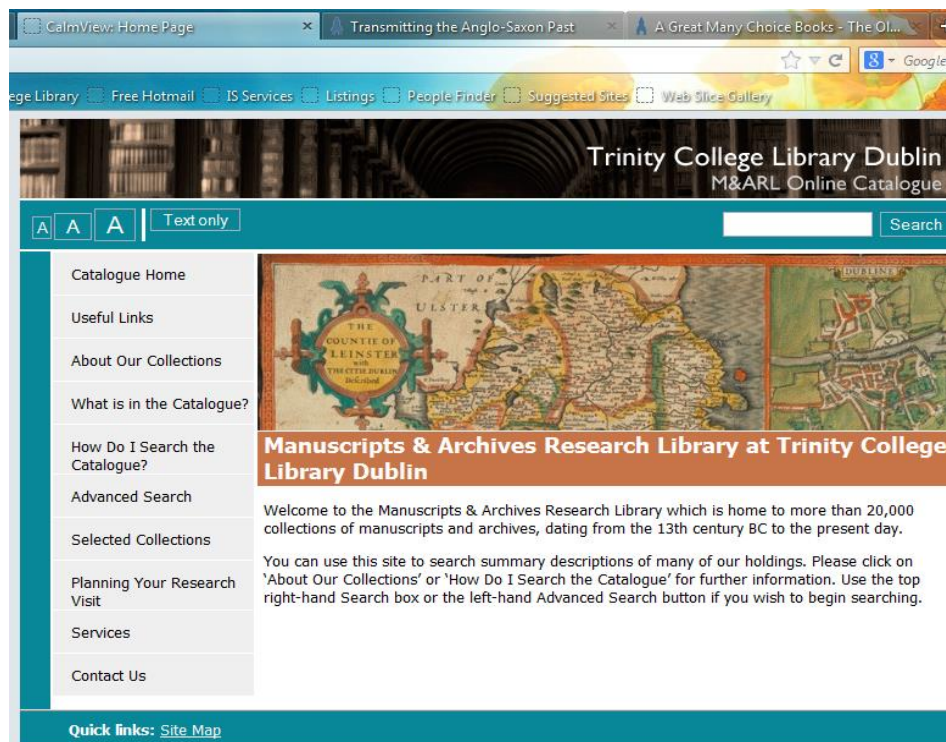 CalmView: Home Page
Transmitting the Anglo-Saxon Past
A Great Many Choice Books - The Ol...
Google
ege Library
Free Hotmail
IS Services
Listings
People Finder
Suggested Sites
Web Slice Gallery
Trinity College Library Dublin
M&ARL Online Catalogue
A A A
Text only
Search
Catalogue Home
Useful Links
About Our Collections
What is in the Catalogue?
How Do I Search the
Catalogue?
Advanced Search
Selected Collections
Planning Your Research
Visit
Services
Contact Us
PART OF
ULSTER
THE
COUNTIE OF
LEINSTER
with
THE CITIE DUBLIN
Described
DUBLINE
Manuscripts & Archives Research Library at Trinity College
Library Dublin
Welcome to the Manuscripts & Archives Research Library which is home to more than 20,000
collections of manuscripts and archives, dating from the 13th century BC to the present day.
You can use this site to search summary descriptions of many of our holdings. Please click on
'About Our Collections' or 'How Do I Search the Catalogue' for further information. Use the top
right-hand Search box or the left-hand Advanced Search button if you wish to begin searching.
Quick links: Site Map